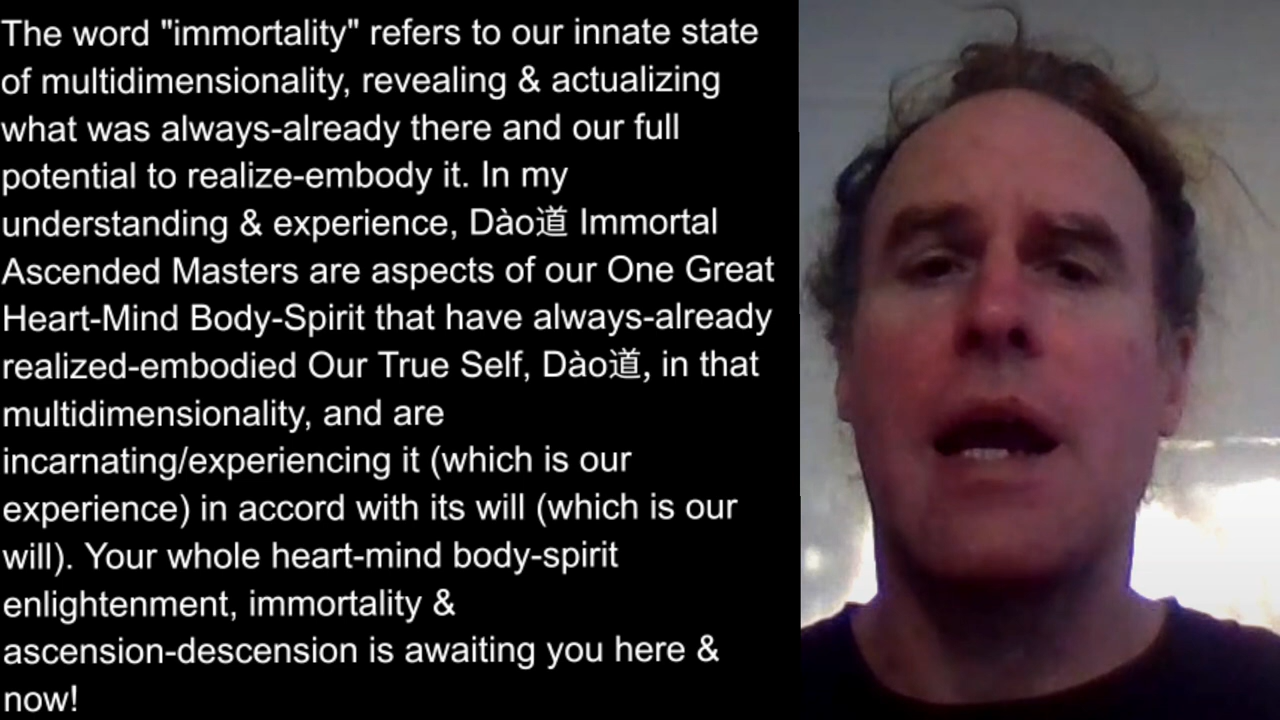 The word "immortality" refers to our innate state
of multidimensionality, revealing & actualizing
what was always-already there and our full
potential to realize-embody it. In my
understanding & experience, Dào道 Immortal
Ascended Masters are aspects of our One Great
Heart-Mind Body-Spirit that have always-already
realized-embodied Our True Self, Dào道, in that
multidimensionality, and are
incarnating/experiencing it (which is our
experience) in accord with its will (which is our
will). Your whole heart-mind body-spirit
enlightenment, immortality &
ascension-descension is awaiting you here &
now!